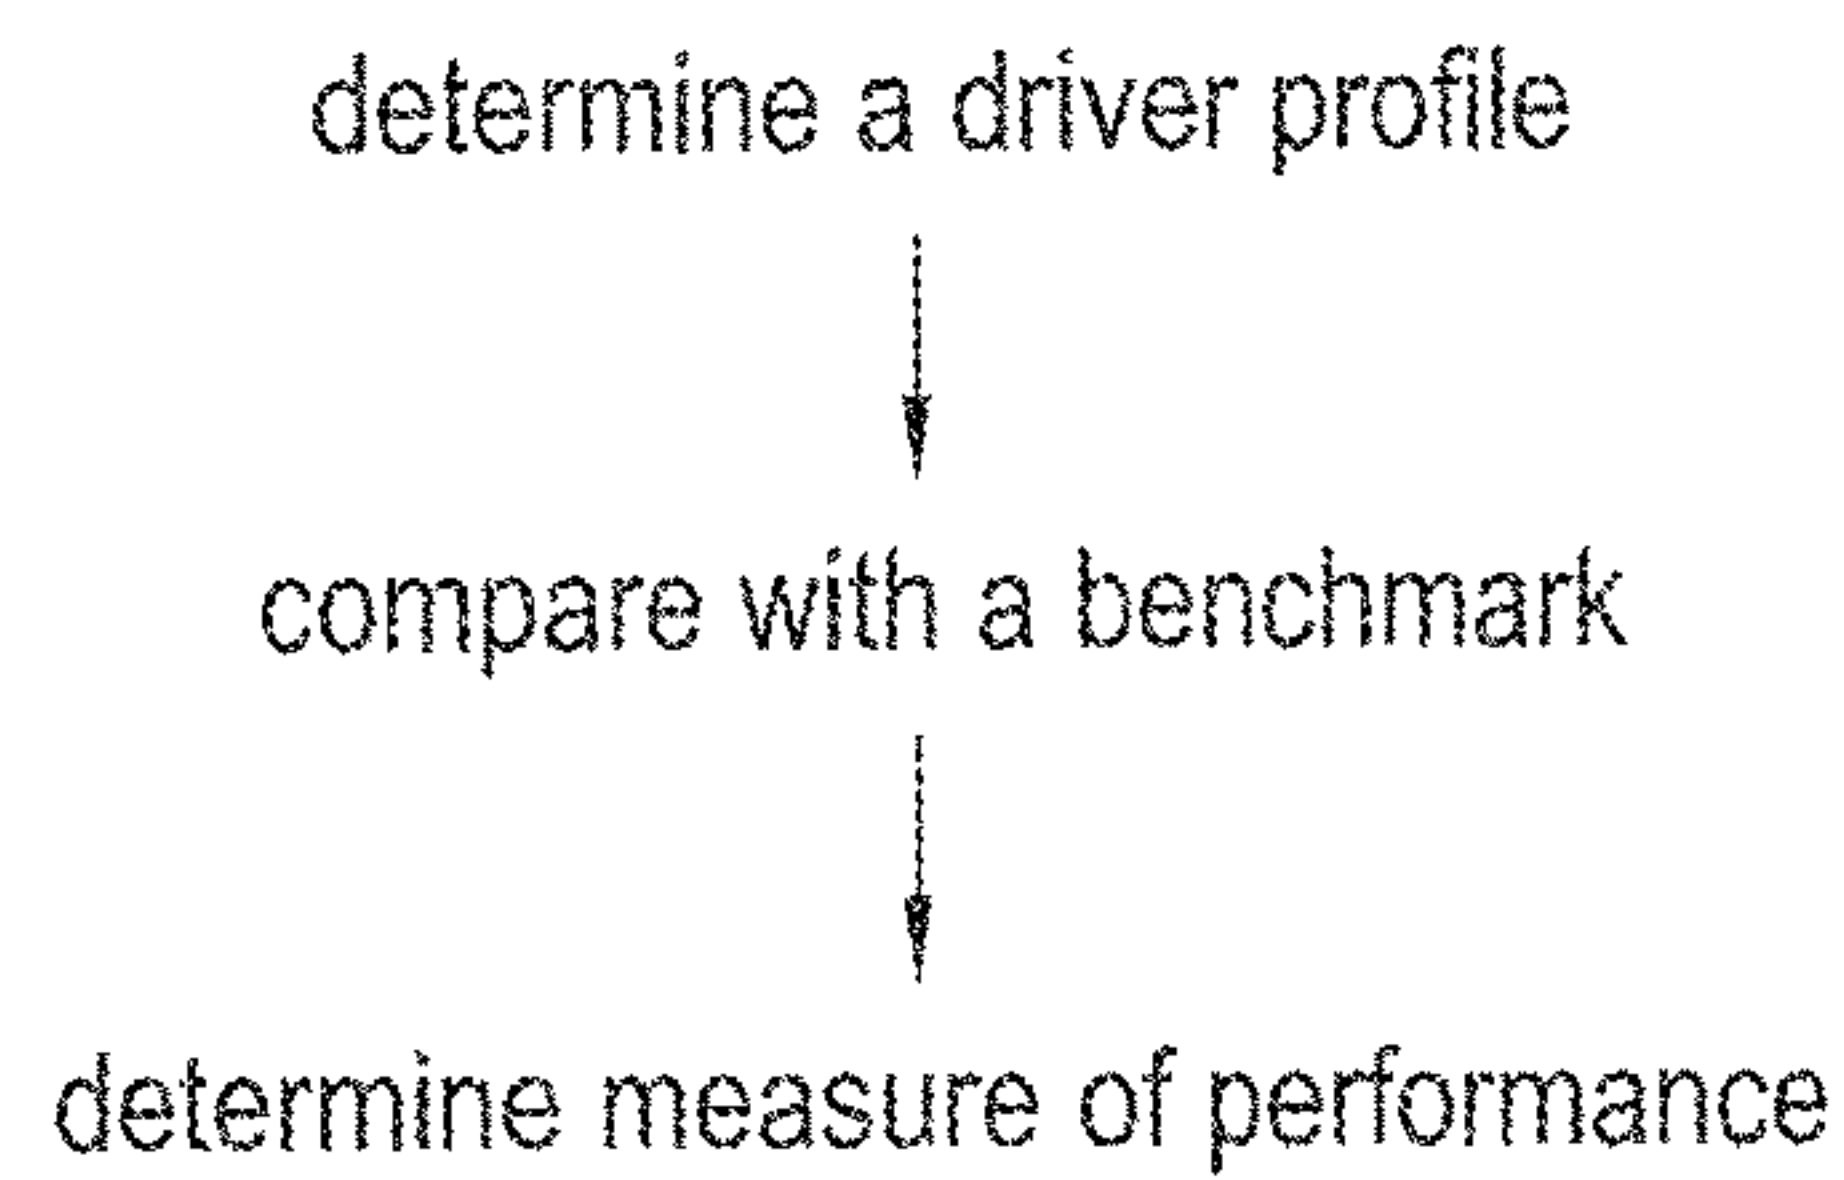 determine a driver profile
compare with a benchmark
determine measure of performance